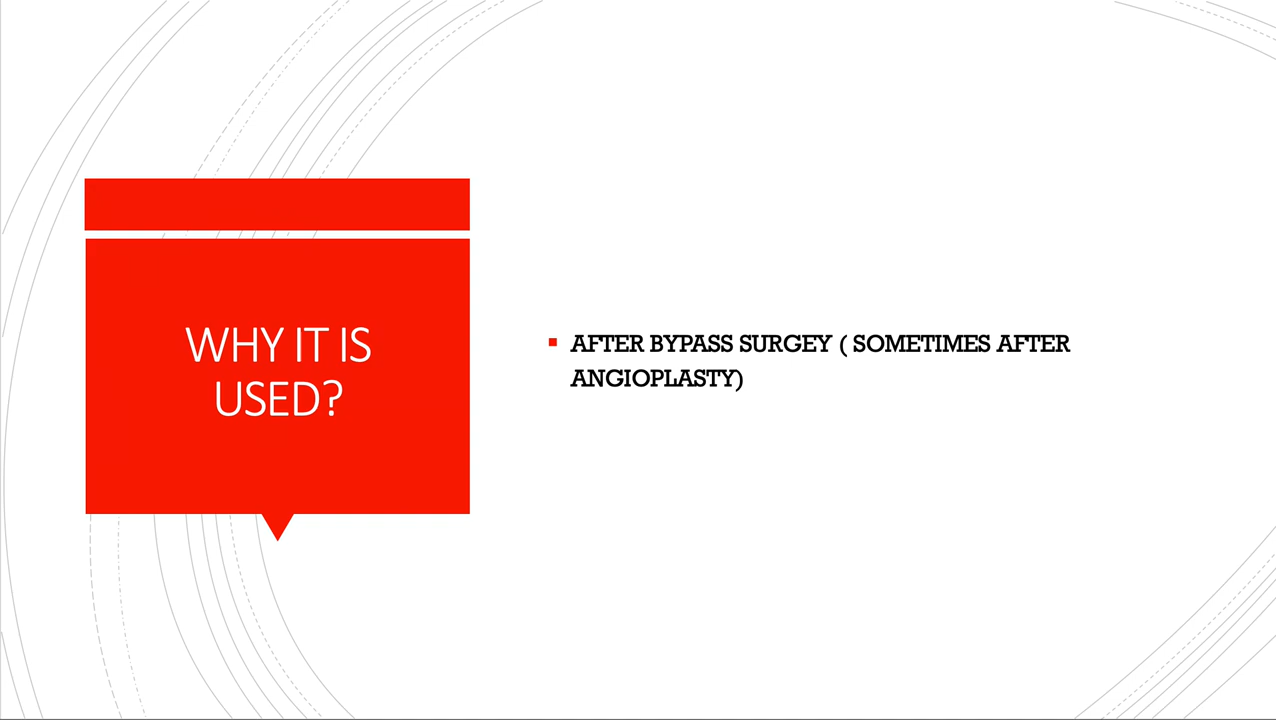 WHY IT IS
USED?
AFTER BYPASS SURGEY ( SOMETIMES AFTER
ANGIOPLASTY)